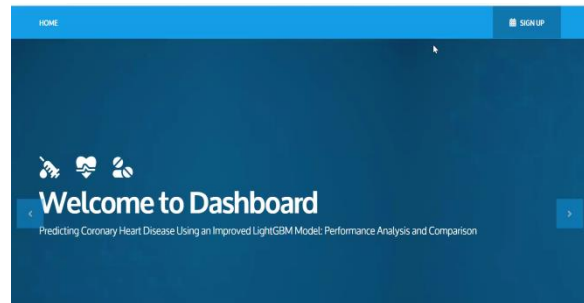 HOME
SIGN UP
Welcome to Dashboard
Predicting Coronary Heart Disease Using an Improved LightGBM Model: Performance Analysis and Comparison